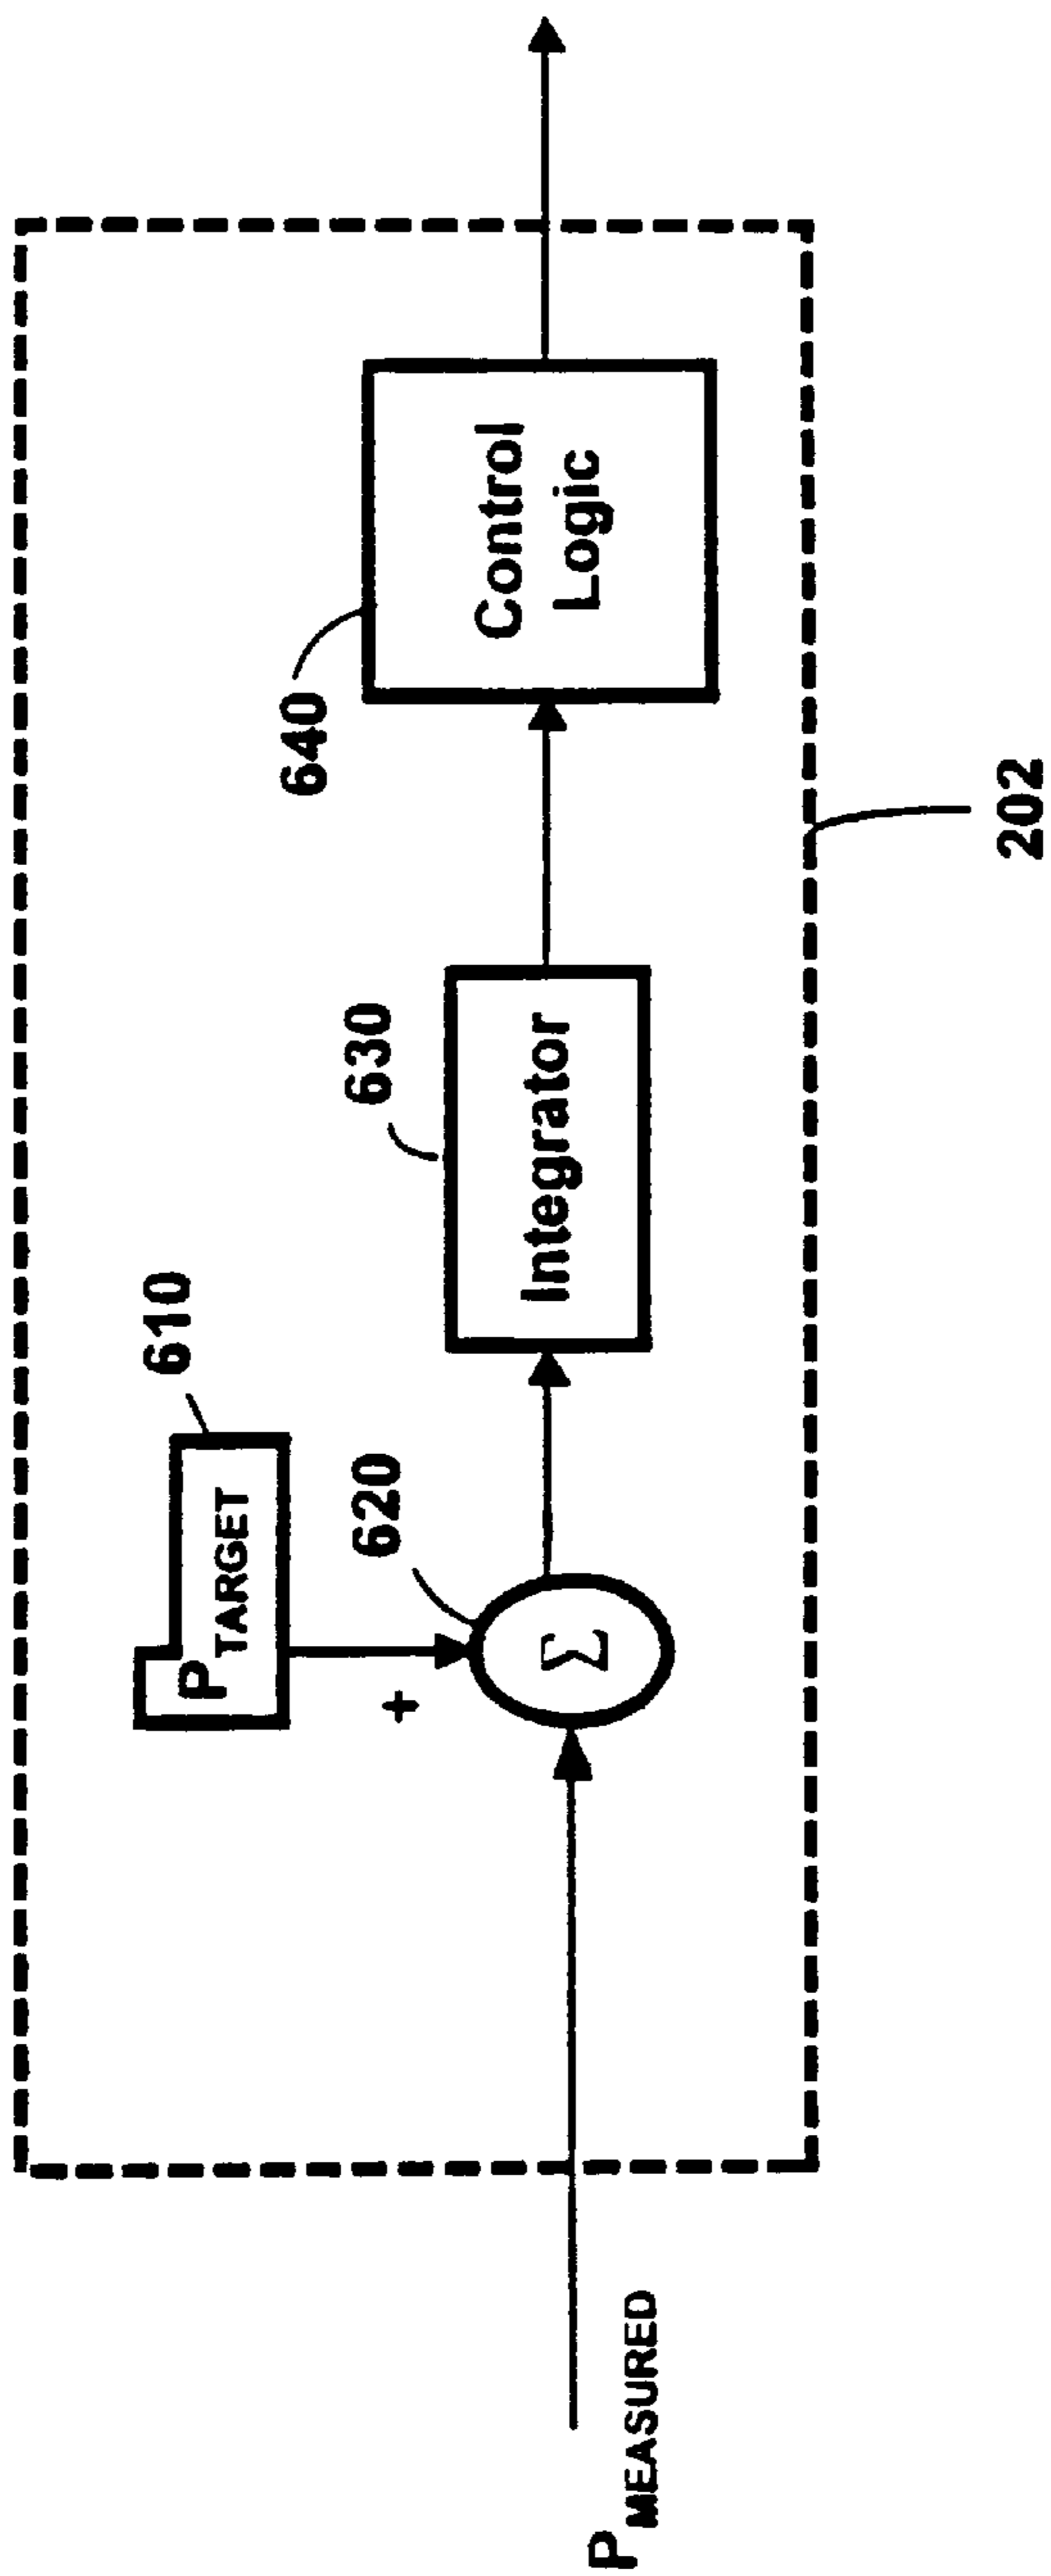 610
P TARGET
620
+
Σ
630
Integrator
640
Control
Logic
P MEASURED
202